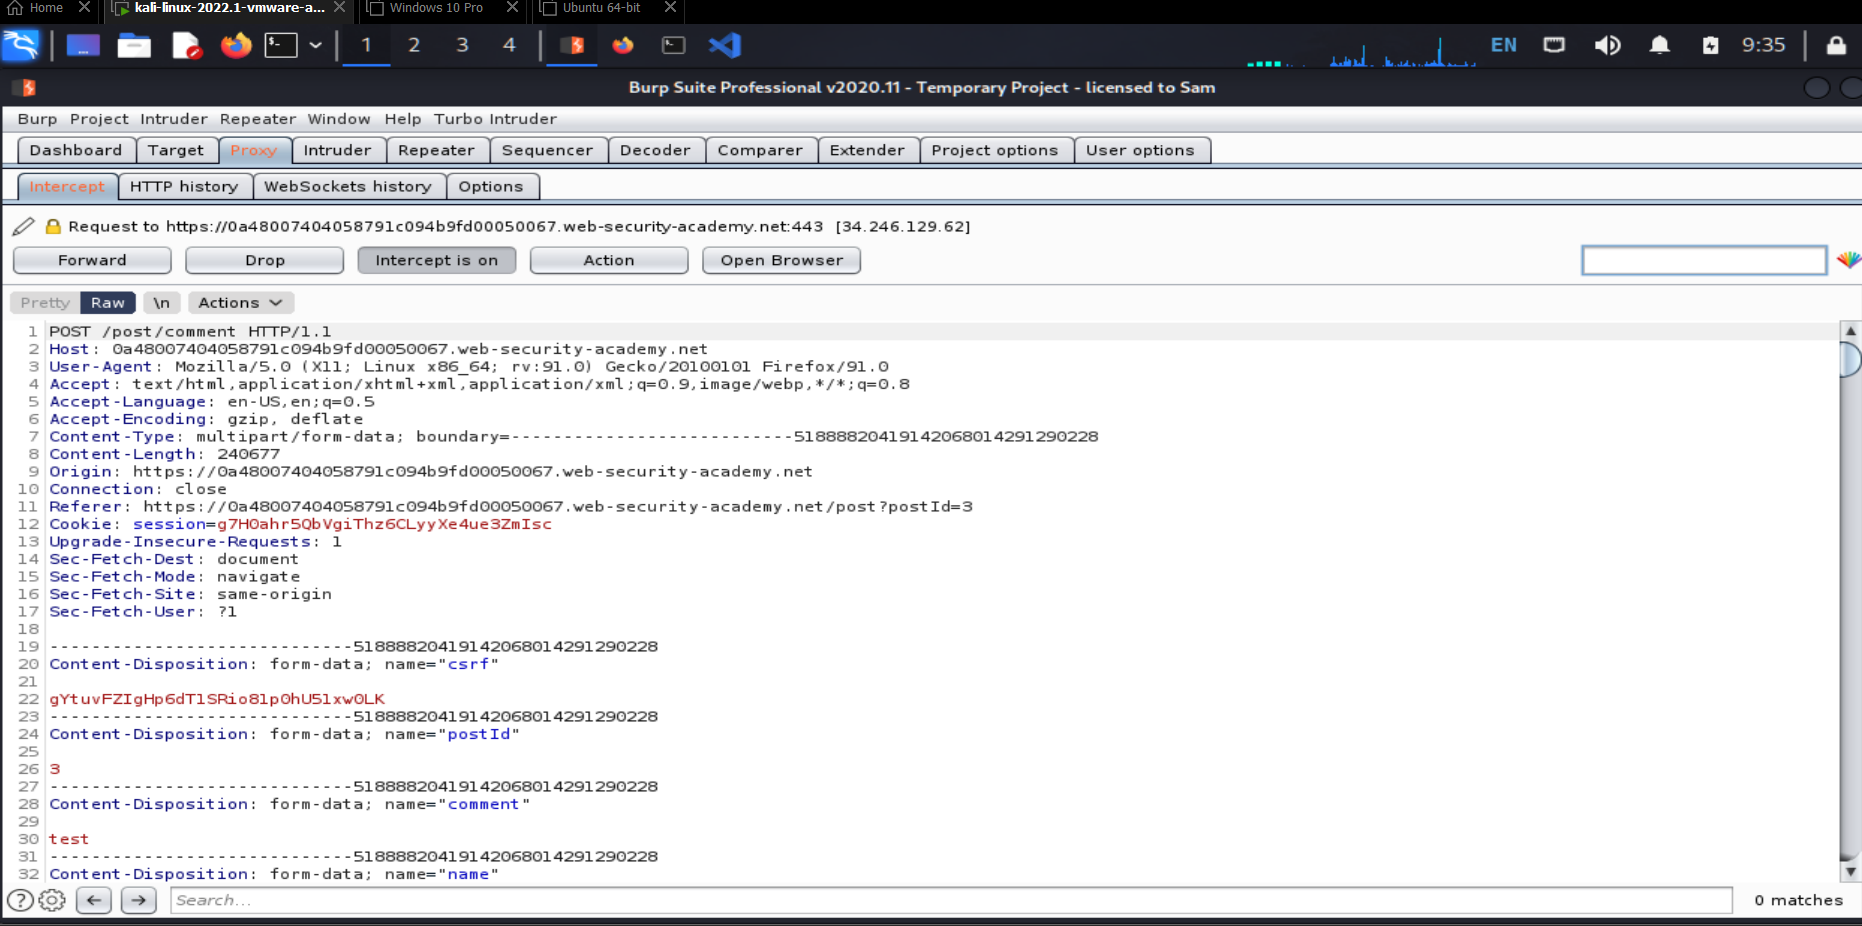 Home kali-linux-2022.1-vmware-a... Windows 10 Pro Ubuntu 64-bit
1 2 3 4 EN 9:35
Burp Suite Professional v2020.11 - Temporary Project - licensed to Sam
Burp Project Intruder Repeater Window Help Turbo Intruder
Dashboard Target Proxy Intruder Repeater Sequencer Decoder Comparer Extender Project options User options
Intercept HTTP history WebSockets history Options
Request to https://0a48007404058791c094b9fd00050067.web-security-academy.net:443 [34.246.129.62]
Forward Drop Intercept is on Action Open Browser
Pretty Raw \n Actions
1 POST /post/comment HTTP/1.1
2 Host: 0a48007404058791c094b9fd00050067.web-security-academy.net
3 User-Agent: Mozilla/5.0 (X11; Linux x86_64; rv:91.0) Gecko/20100101 Firefox/91.0
4 Accept: text/html,application/xhtml+xml,application/xml;q=0.9,image/webp,*/*;q=0.8
5 Accept-Language: en-US,en;q=0.5
6 Accept-Encoding: gzip, deflate
7 Content-Type: multipart/form-data; boundary=---------------------------518888204191420680142912902​28
8 Content-Length: 240677
9 Origin: https://0a48007404058791c094b9fd00050067.web-security-academy.net
10 Connection: close
11 Referer: https://0a48007404058791c094b9fd00050067.web-security-academy.net/post?postId=3
12 Cookie: session=g7H0ahr5QbVgiThz6CLyyXe4ue3ZmIsc
13 Upgrade-Insecure-Requests: 1
14 Sec-Fetch-Dest: document
15 Sec-Fetch-Mode: navigate
16 Sec-Fetch-Site: same-origin
17 Sec-Fetch-User: ?1
18
19 -----------------------------51888820419142068014291290228
20 Content-Disposition: form-data; name="csrf"
21
22 gYtuvFZIgHp6dTlSRio8lp0hU5lxw0LK
23 -----------------------------51888820419142068014291290228
24 Content-Disposition: form-data; name="postId"
25
26 3
27 -----------------------------51888820419142068014291290228
28 Content-Disposition: form-data; name="comment"
29
30 test
31 -----------------------------51888820419142068014291290228
32 Content-Disposition: form-data; name="name"
? Search... 0 matches